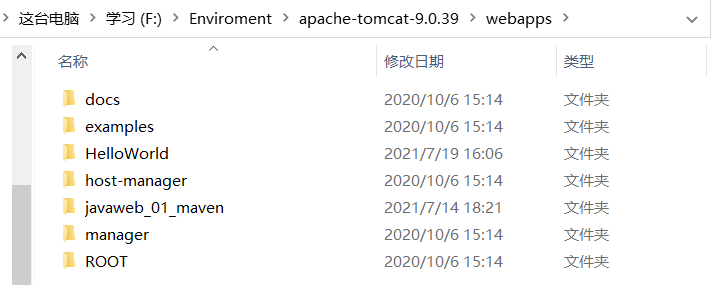 这台电脑 > 学习 (F:) > Enviroment > apache-tomcat-9.0.39 > webapps >
名称 修改日期 类型
docs 2020/10/6 15:14 文件夹
examples 2020/10/6 15:14 文件夹
HelloWorld 2021/7/19 16:06 文件夹
host-manager 2020/10/6 15:14 文件夹
javaweb_01_maven 2021/7/14 18:21 文件夹
manager 2020/10/6 15:14 文件夹
ROOT 2020/10/6 15:14 文件夹